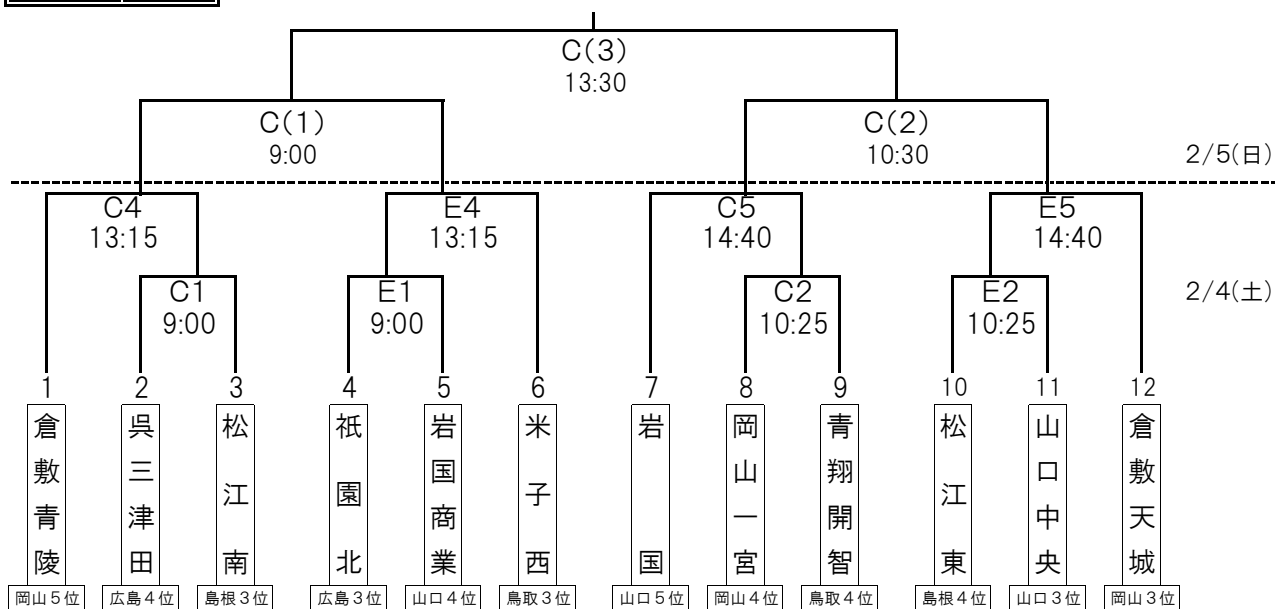 C(3)
13:30
C(1)
9:00
C(2)
10:30
2/5(日)
C4
13:15
E4
13:15
C5
14:40
E5
14:40
C1
9:00
E1
9:00
C2
10:25
E2
10:25
2/4(土)
1 2 3 4 5 6 7 8 9 10 11 12
倉敷青陵
呉三津田
松江南
祇園北
岩国商業
米子西
岩国
岡山一宮
青翔開智
松江東
山口中央
倉敷天城
岡山5位 広島4位 島根3位 広島3位 山口4位 鳥取3位 山口5位 岡山4位 鳥取4位 島根4位 山口3位 岡山3位